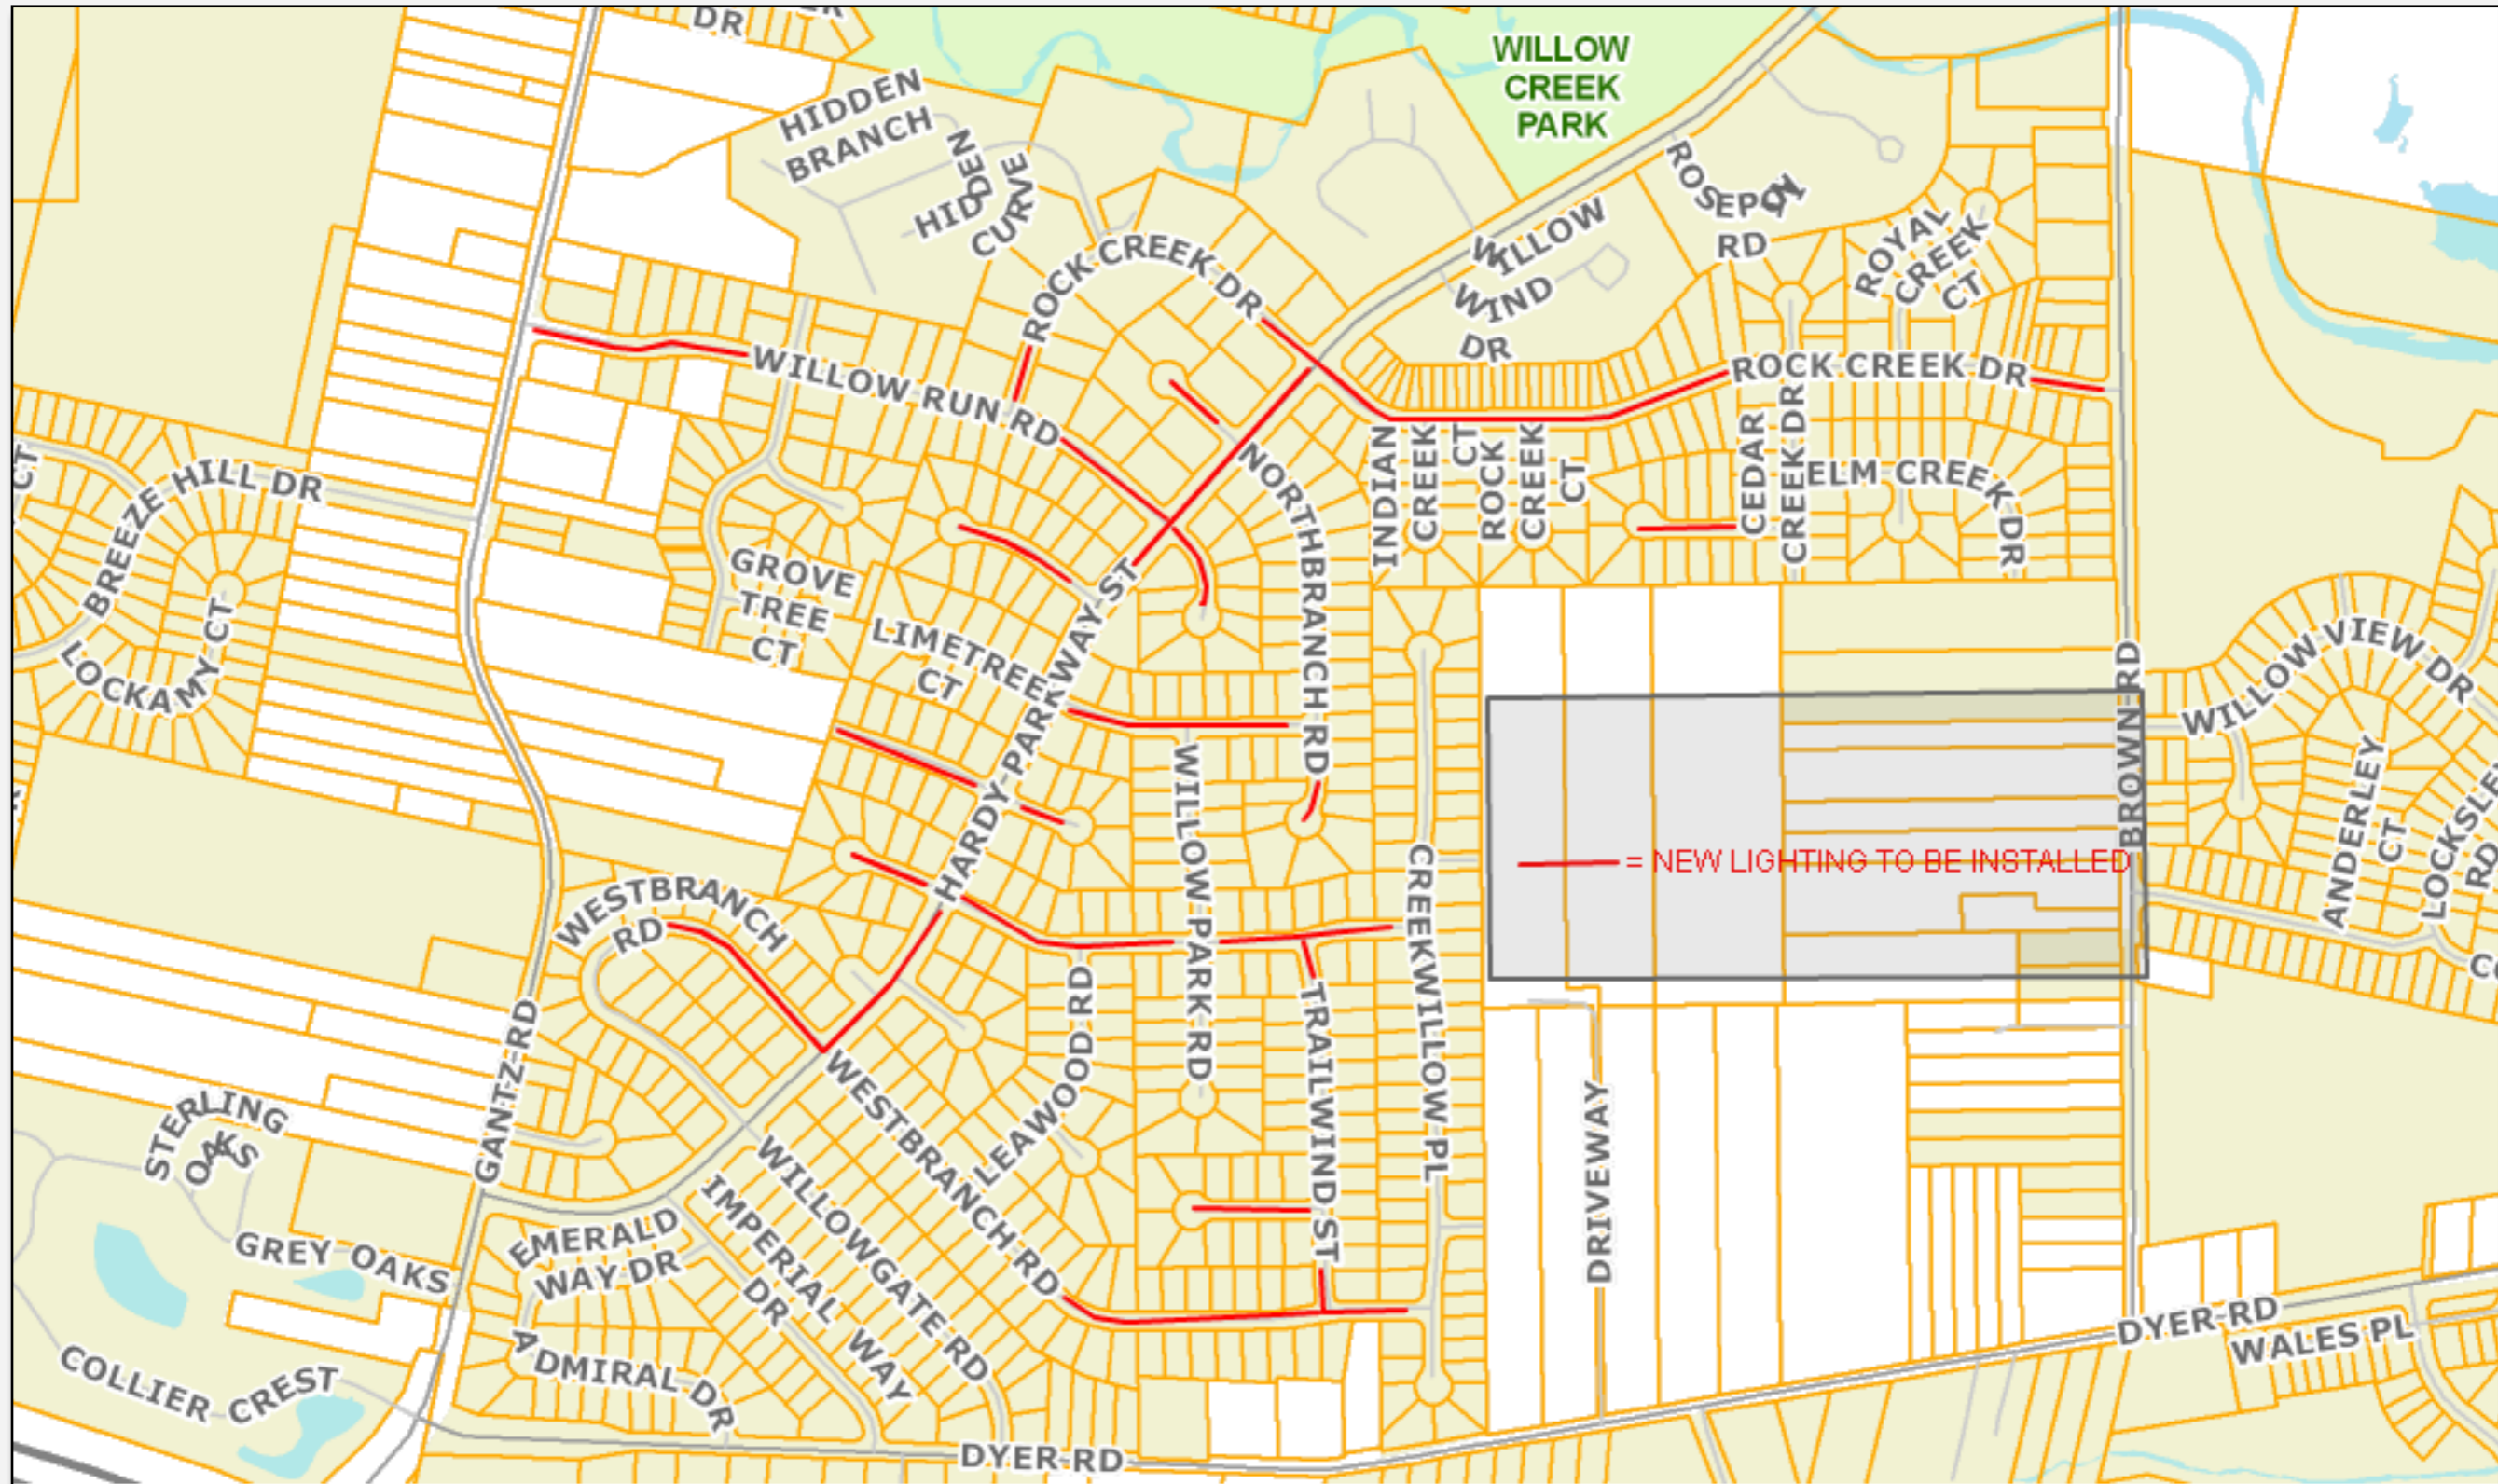 DR
WILLOW
CREEK
PARK
HIDDEN
BRANCH
HIDDEN
HIDDEN
CURVE
ROCK CREEK DR
WILLOW
WIND
DR
RD
ROYAL
CREEK
CT
WILLOW RUN RD
ROCK CREEK DR
NORTHBRANCH RD
INDIAN
CREEK
CT
ROCK
CREEK
CT
CEDAR
CREEK DR
ELM CREEK DR
CT
BREEZE HILL DR
LOCKAMY CT
GROVE
TREE
CT
LIMETREE
CT
HARDY PARKWAY ST
WILLOW PARK RD
CREEKWILLOW PL
BROWN RD
WILLOW VIEW DR
ANDERLEY
CT
LOCKSLEY
RD
= NEW LIGHTING TO BE INSTALLED
WESTBRANCH
RD
GANTZ RD
LEAWOOD RD
TRAILWIND ST
WESTBRANCH RD
WILLOWGATE RD
IMPERIAL WAY
DR
STERLING
OAKS
GREY OAKS
EMERALD
WAY DR
ADMIRAL DR
COLLIER CREST
DRIVEWAY
DYER RD
WALES PL
DYER RD